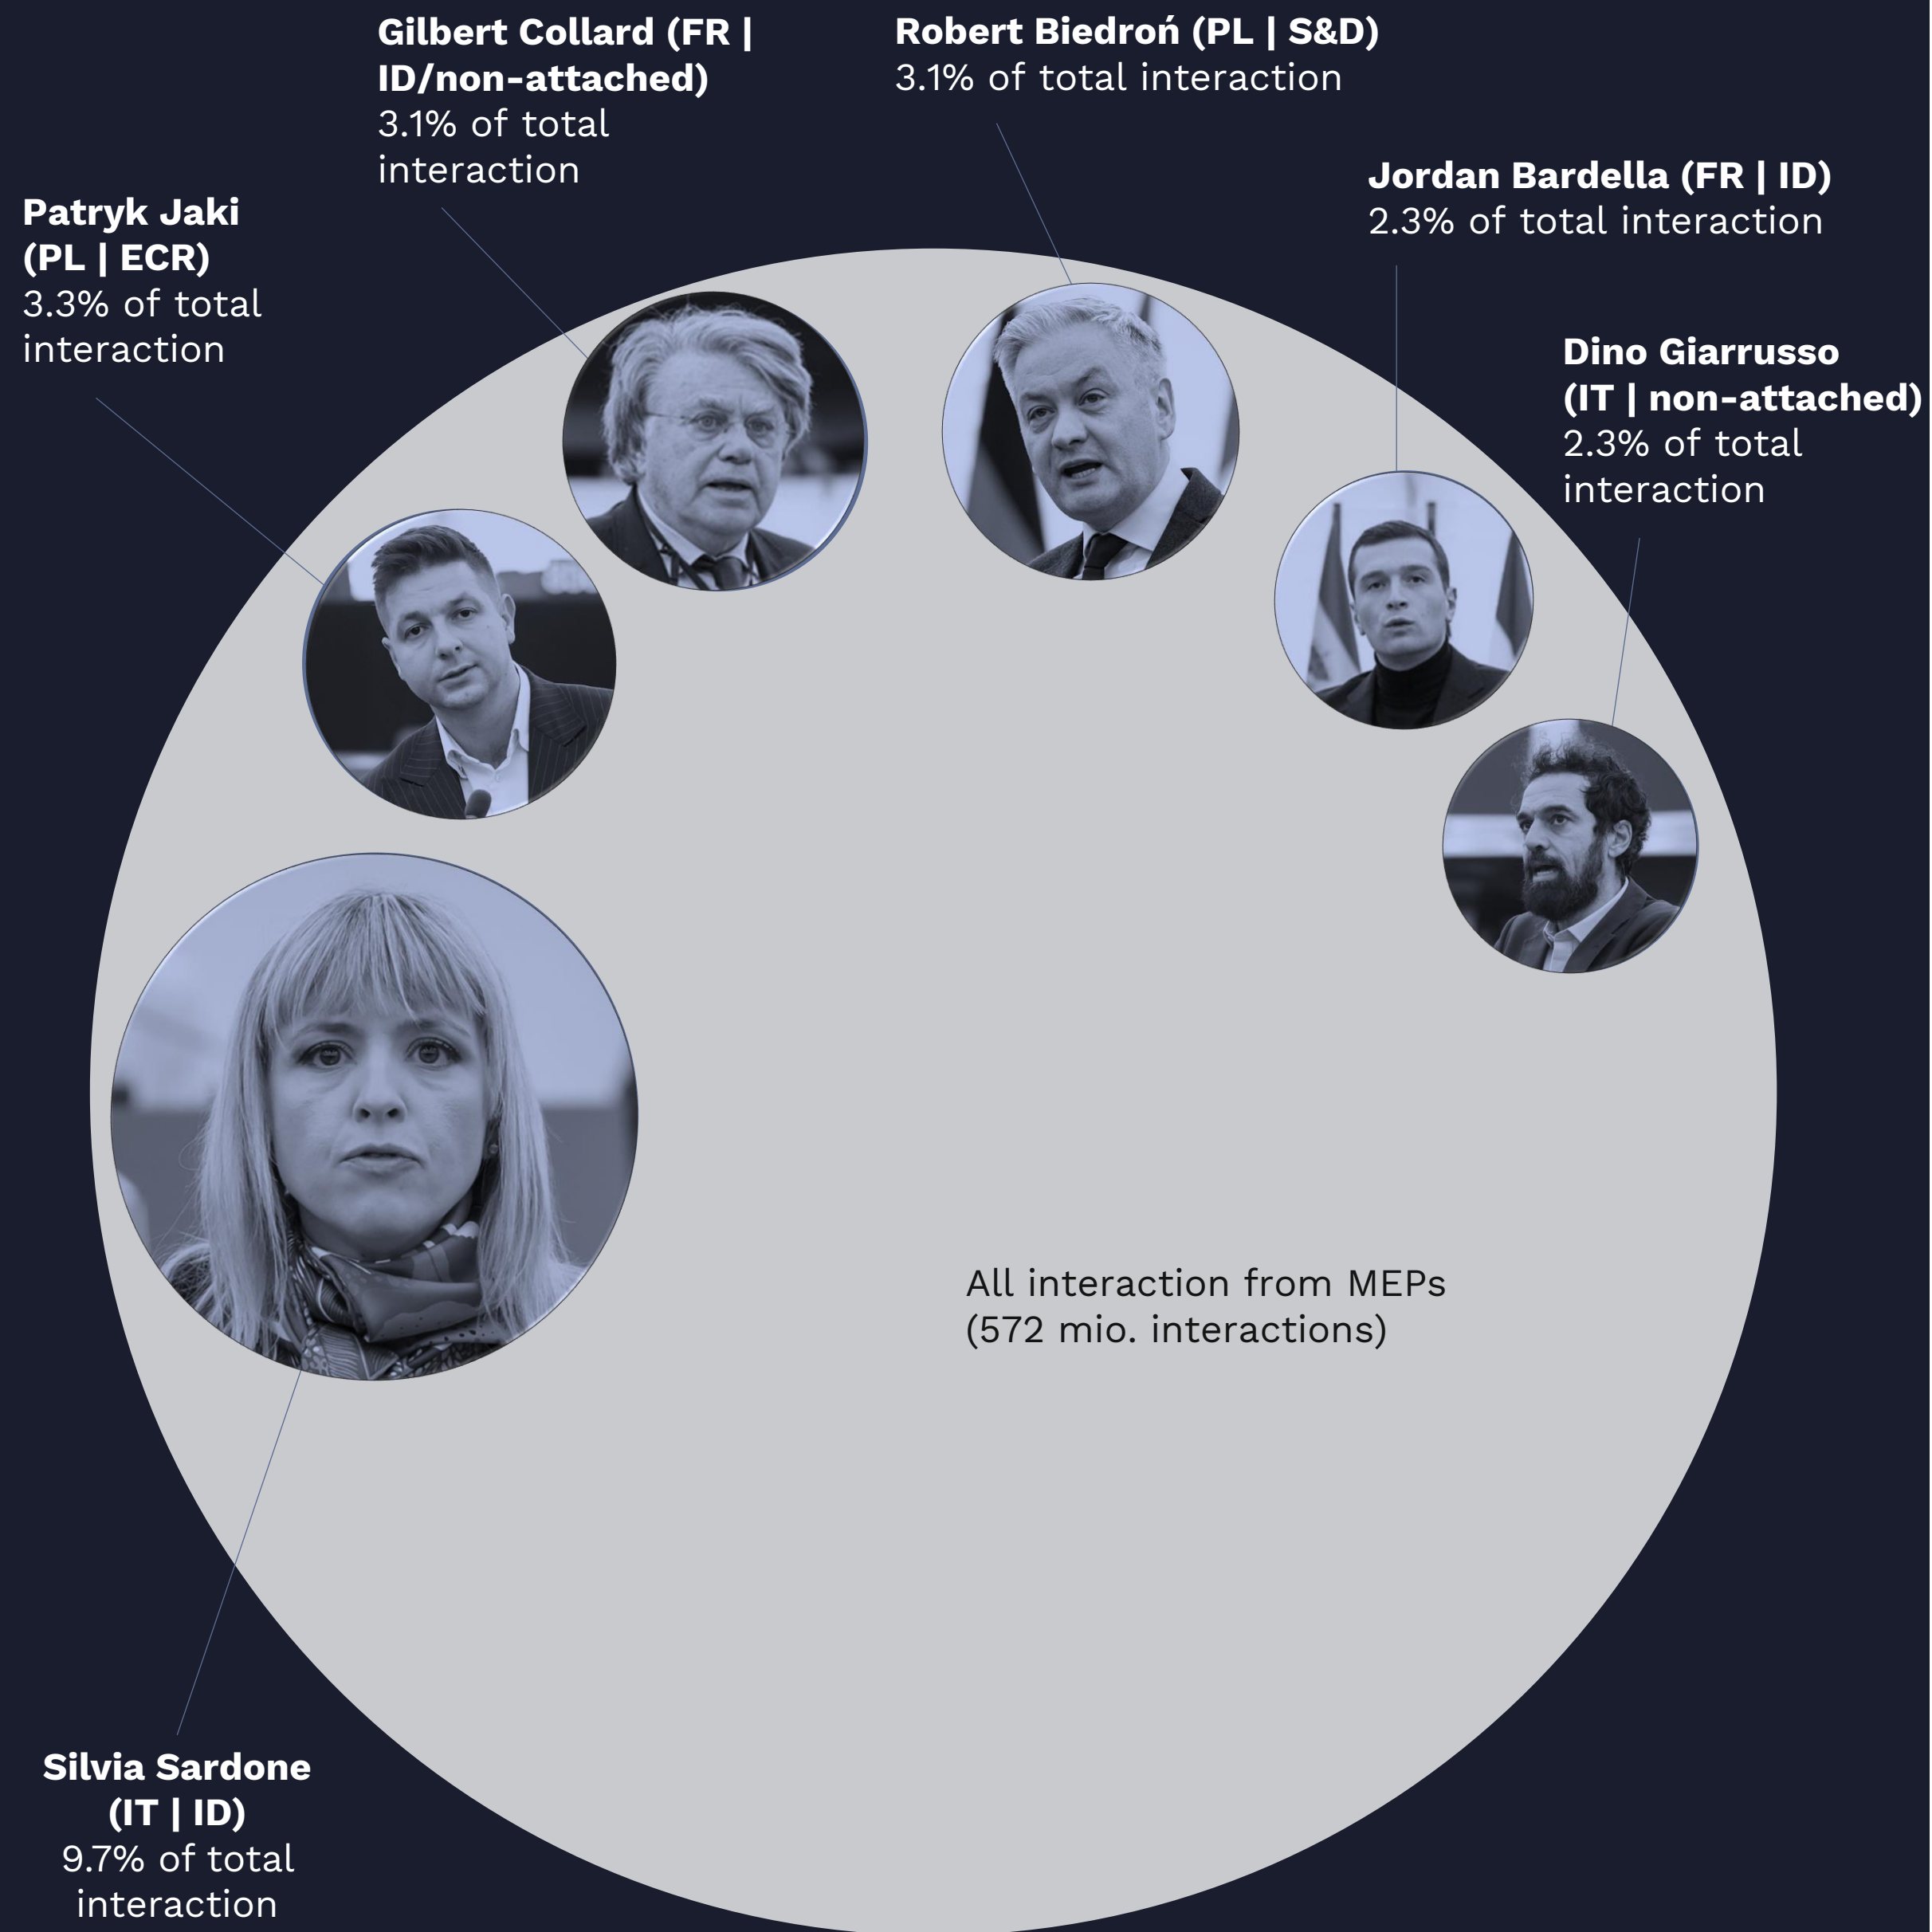 Gilbert Collard (FR |
ID/non-attached)
3.1% of total
interaction
Robert Biedroń (PL | S&D)
3.1% of total interaction
Jordan Bardella (FR | ID)
2.3% of total interaction
Patryk Jaki
(PL | ECR)
3.3% of total
interaction
Dino Giarrusso
(IT | non-attached)
2.3% of total
interaction
All interaction from MEPs
(572 mio. interactions)
Silvia Sardone
(IT | ID)
9.7% of total
interaction